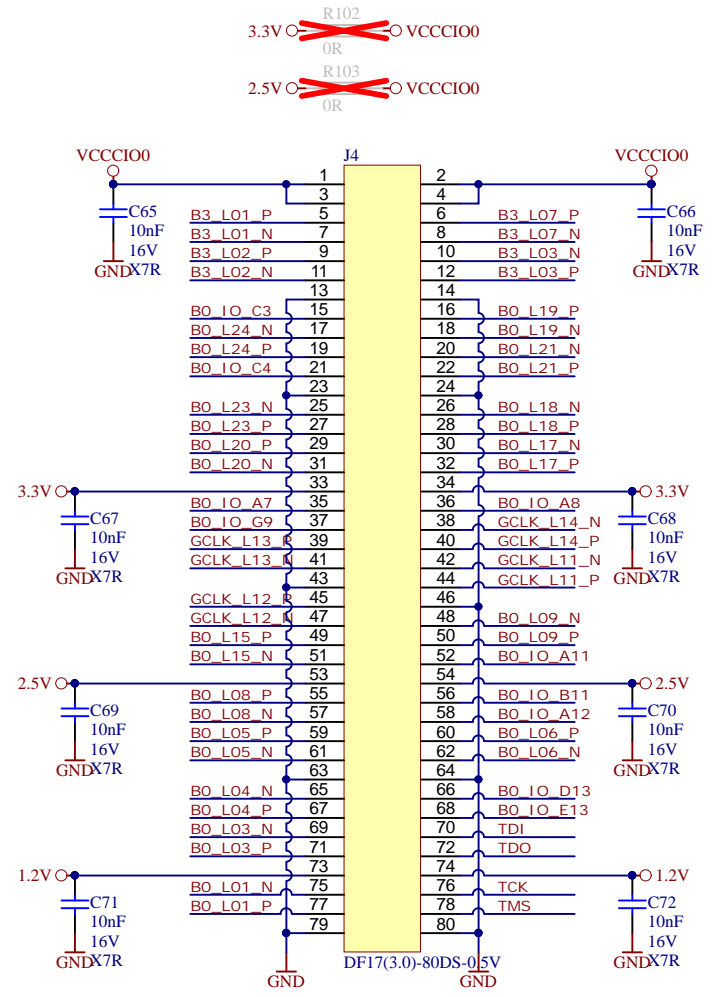 R102
3.3V VCCCIO0
0R
R103
2.5V VCCCIO0
0R
VCCCIO0 J4 VCCCIO0
1 2
3 4
C65 10nF 16V X7R GND
C66 10nF 16V X7R GND
B3_L01_P 5 6 B3_L07_P
B3_L01_N 7 8 B3_L07_N
B3_L02_P 9 10 B3_L03_N
B3_L02_N 11 12 B3_L03_P
13 14
B0_IO_C3 15 16 B0_L19_P
B0_L24_N 17 18 B0_L19_N
B0_L24_P 19 20 B0_L21_N
B0_IO_C4 21 22 B0_L21_P
23 24
B0_L23_N 25 26 B0_L18_N
B0_L23_P 27 28 B0_L18_P
B0_L20_P 29 30 B0_L17_N
B0_L20_N 31 32 B0_L17_P
3.3V 33 34 3.3V
C67 10nF 16V X7R GND
C68 10nF 16V X7R GND
B0_IO_A7 35 36 B0_IO_A8
B0_IO_G9 37 38 GCLK_L14_N
GCLK_L13_P 39 40 GCLK_L14_P
GCLK_L13_N 41 42 GCLK_L11_N
43 44 GCLK_L11_P
GCLK_L12_P 45 46
GCLK_L12_N 47 48 B0_L09_N
B0_L15_P 49 50 B0_L09_P
B0_L15_N 51 52 B0_IO_A11
2.5V 53 54 2.5V
C69 10nF 16V X7R GND
C70 10nF 16V X7R GND
B0_L08_P 55 56 B0_IO_B11
B0_L08_N 57 58 B0_IO_A12
B0_L05_P 59 60 B0_L06_P
B0_L05_N 61 62 B0_L06_N
63 64
B0_L04_N 65 66 B0_IO_D13
B0_L04_P 67 68 B0_IO_E13
B0_L03_N 69 70 TDI
B0_L03_P 71 72 TDO
1.2V 73 74 1.2V
C71 10nF 16V X7R GND
C72 10nF 16V X7R GND
B0_L01_N 75 76 TCK
B0_L01_P 77 78 TMS
79 80
DF17(3.0)-80DS-0.5V
GND GND